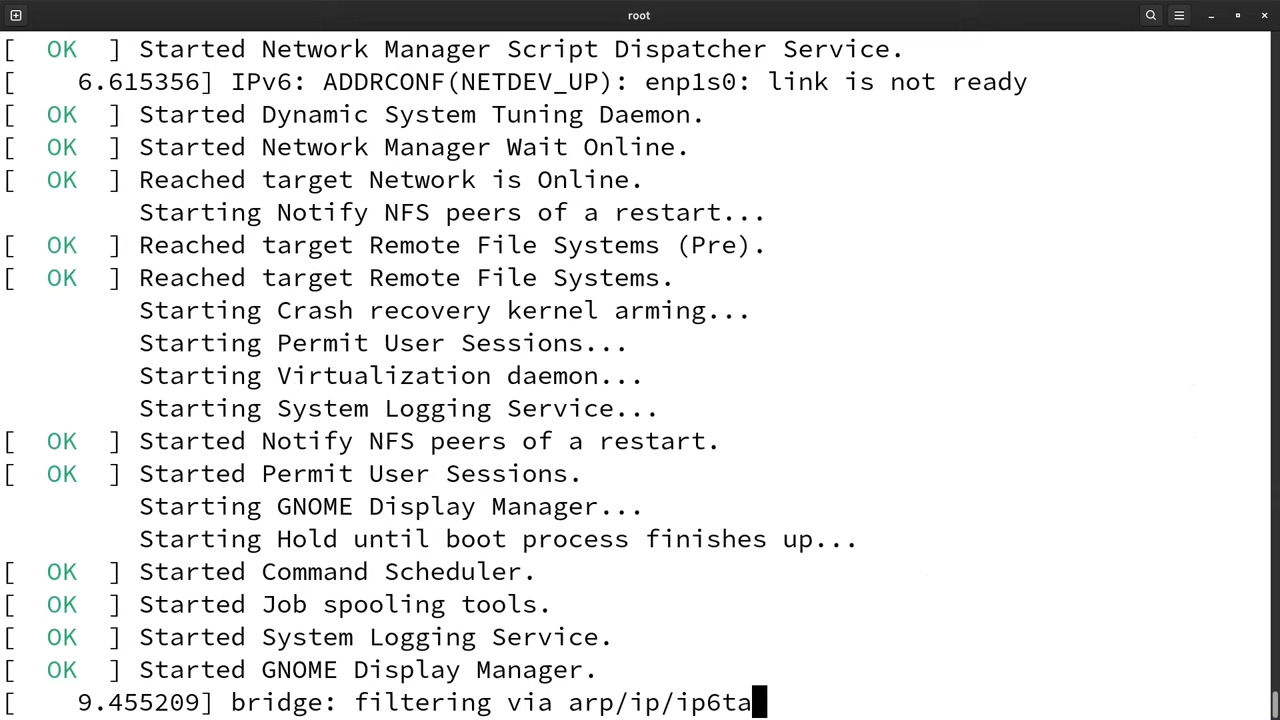 root
[  OK  ] Started Network Manager Script Dispatcher Service.
[    6.615356] IPv6: ADDRCONF(NETDEV_UP): enp1s0: link is not ready
[  OK  ] Started Dynamic System Tuning Daemon.
[  OK  ] Started Network Manager Wait Online.
[  OK  ] Reached target Network is Online.
         Starting Notify NFS peers of a restart...
[  OK  ] Reached target Remote File Systems (Pre).
[  OK  ] Reached target Remote File Systems.
         Starting Crash recovery kernel arming...
         Starting Permit User Sessions...
         Starting Virtualization daemon...
         Starting System Logging Service...
[  OK  ] Started Notify NFS peers of a restart.
[  OK  ] Started Permit User Sessions.
         Starting GNOME Display Manager...
         Starting Hold until boot process finishes up...
[  OK  ] Started Command Scheduler.
[  OK  ] Started Job spooling tools.
[  OK  ] Started System Logging Service.
[  OK  ] Started GNOME Display Manager.
[    9.455209] bridge: filtering via arp/ip/ip6ta